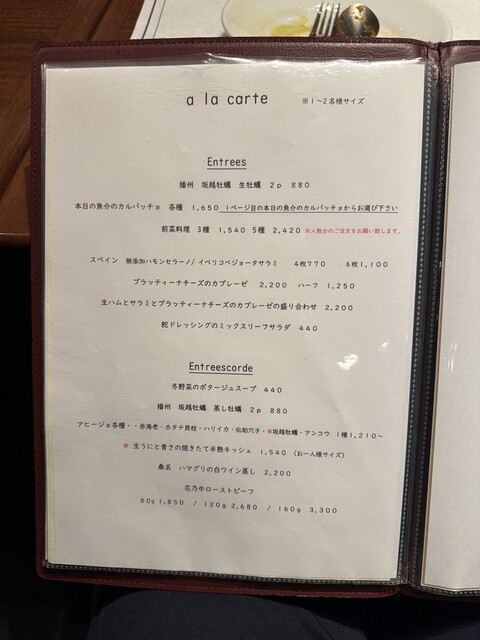 a la carte ※1〜2名様サイズ
Entrees
播州 坂越牡蠣 生牡蠣 2p 880
本日の魚介のカルパッチョ 各種 1,650 1ページ目の本日の魚介のカルパッチョからお選び下さい
前菜料理 3種 1,540 5種 2,420 ※人数分のご注文をお願い致します。
スペイン 無添加ハモンセラーノ/イベリコベジョータサラミ 4枚770 6枚1,100
ブラッティーナチーズのカプレーゼ 2,200 ハーフ 1,250
生ハムとサラミとブラッティーナチーズのカプレーゼの盛り合わせ 2,200
舵ドレッシングのミックスリーフサラダ 440
Entreescorde
冬野菜のポタージュスープ 440
播州 坂越牡蠣 蒸し牡蠣 2p 880
アヒージョ各種・・赤海老・ホタテ貝柱・ハリイカ・伝助穴子・※坂越牡蠣・アンコウ 1種1,210~
※ 生うにと青さの焼きたて半熟キッシュ 1,540 (お一人様サイズ)
桑名 ハマグリの白ワイン蒸し 2,200
花乃牛ローストビーフ
80g 1,850 / 120g 2,680 / 160g 3,300